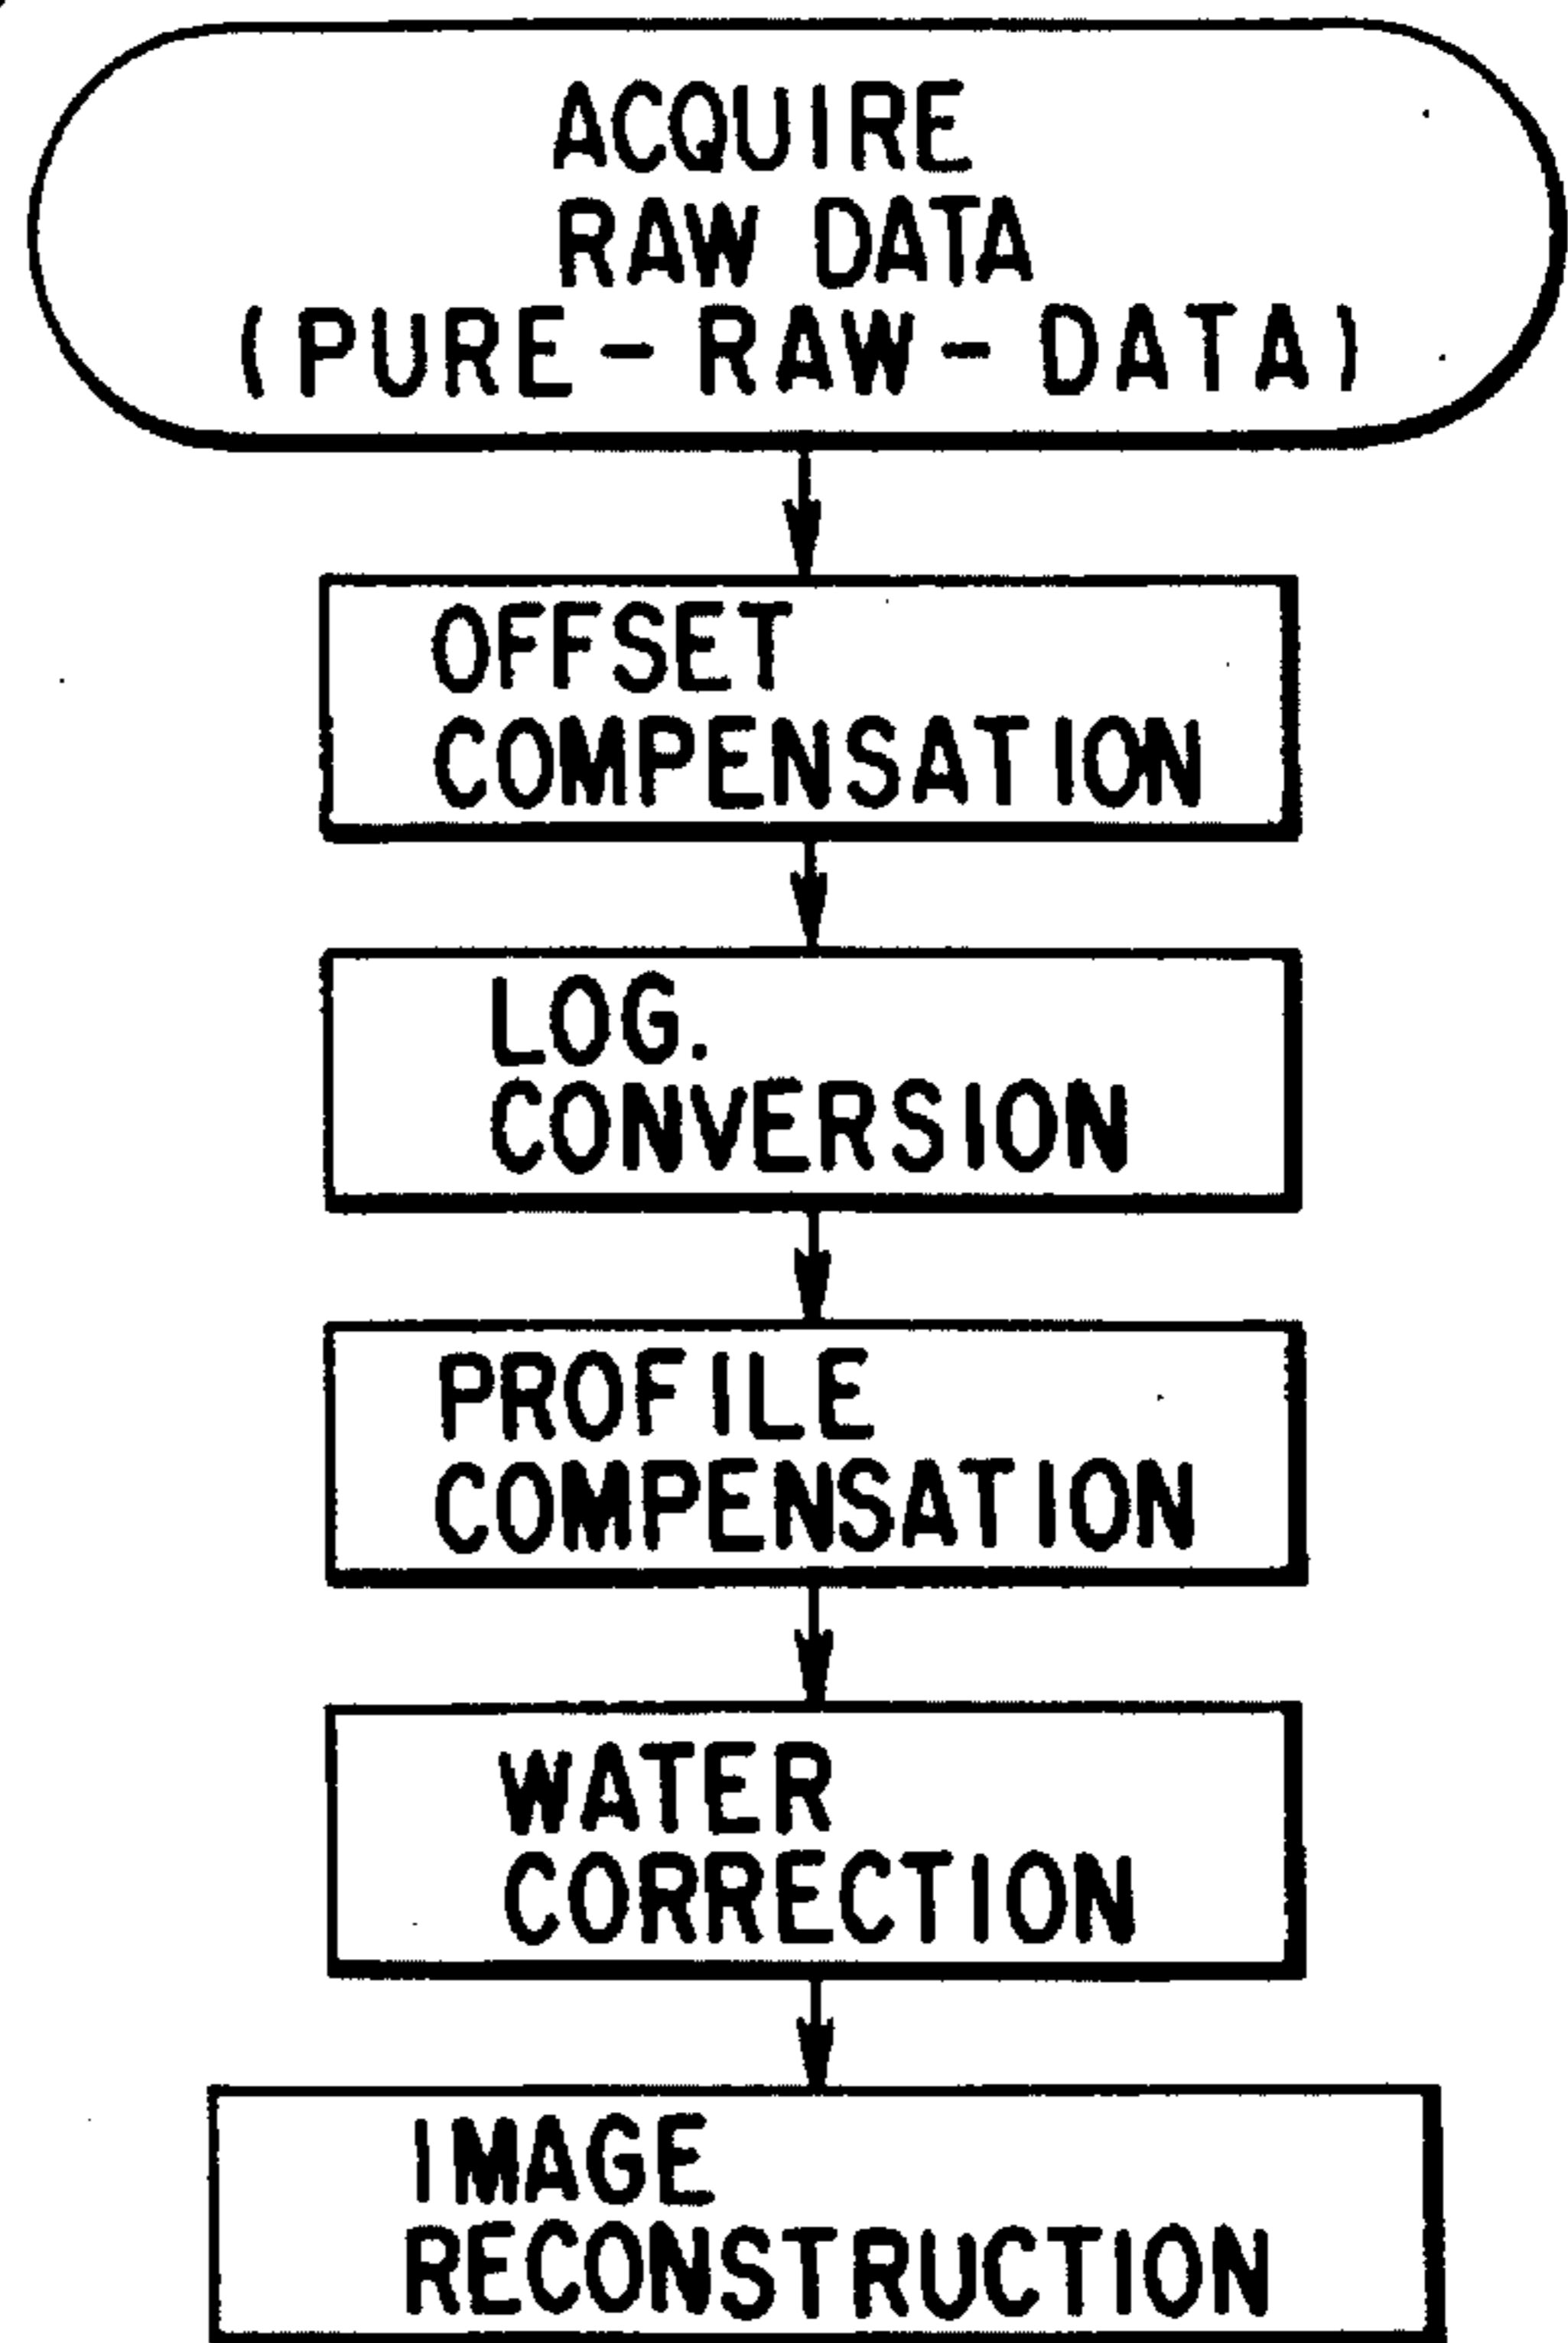 ACQUIRE
RAW DATA
(PURE-RAW-DATA)
OFFSET
COMPENSATION
LOG.
CONVERSION
PROFILE
COMPENSATION
WATER
CORRECTION
IMAGE
RECONSTRUCTION